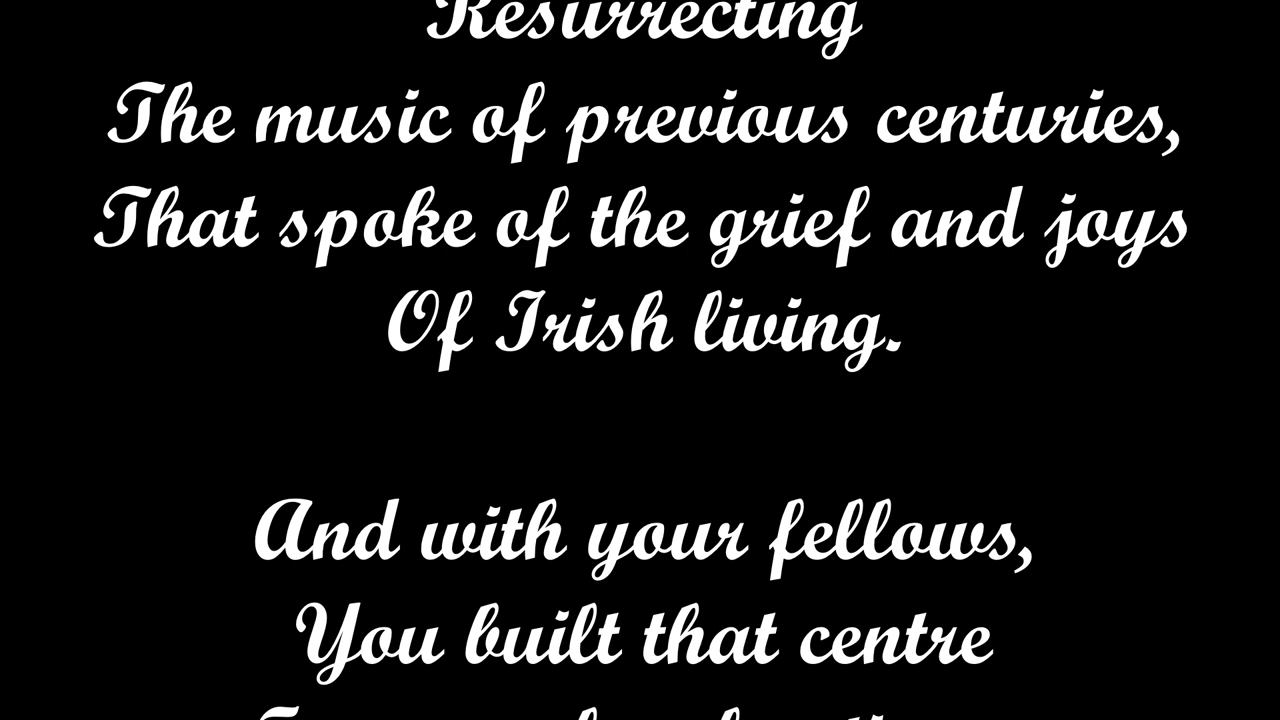 Resurrecting
The music of previous centuries,
That spoke of the grief and joys
Of Irish living.
And with your fellows,
You built that centre